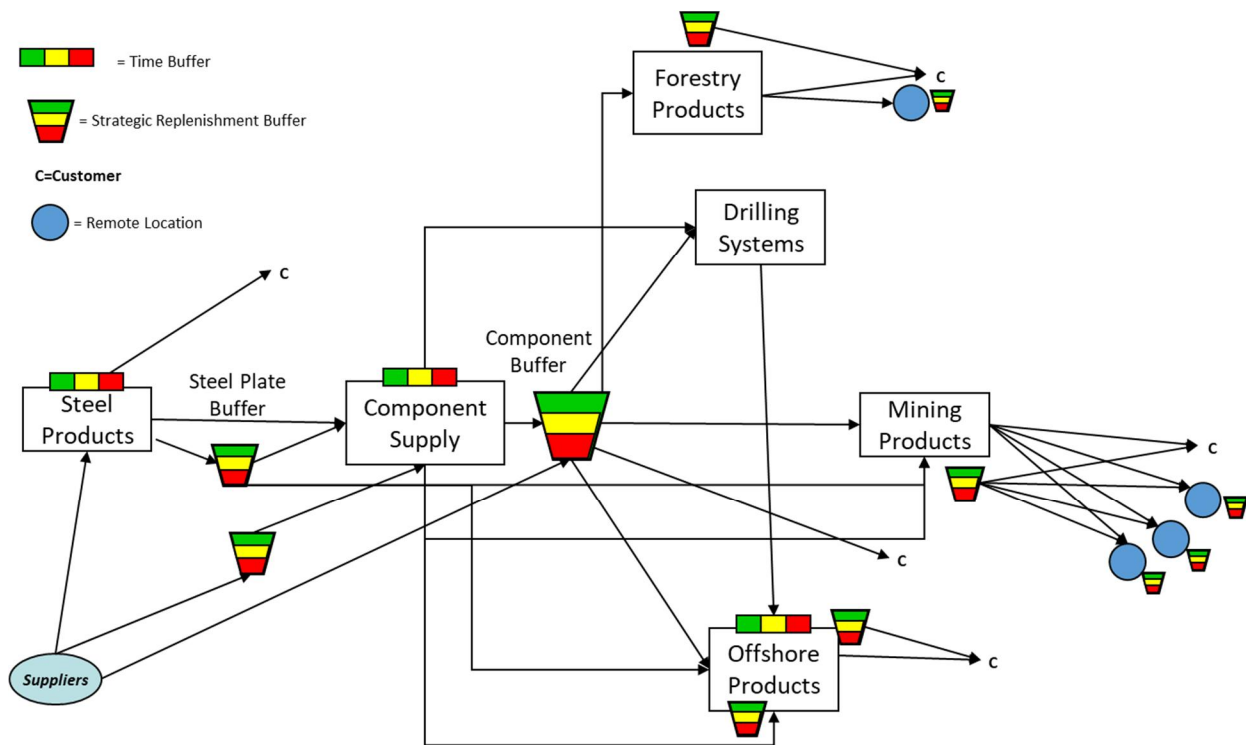 = Time Buffer
= Strategic Replenishment Buffer
C=Customer
= Remote Location
Forestry
Products
C
Drilling
Systems
C
Component
Buffer
Steel Plate
Buffer
Steel
Products
Component
Supply
Mining
Products
C
C
Suppliers
Offshore
Products
C